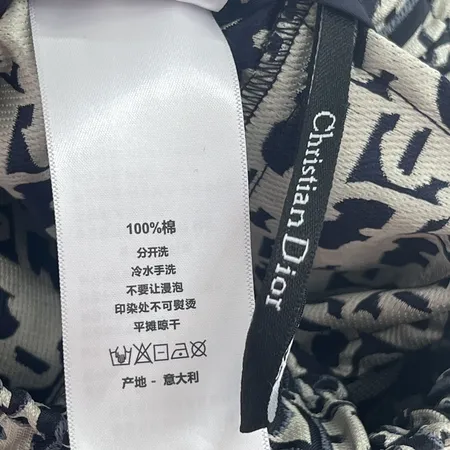 100%棉
分开洗
冷水手洗
不要让漫泡
印染处不可熨烫
平摊晾干
产地 - 意大利
Christian Dior